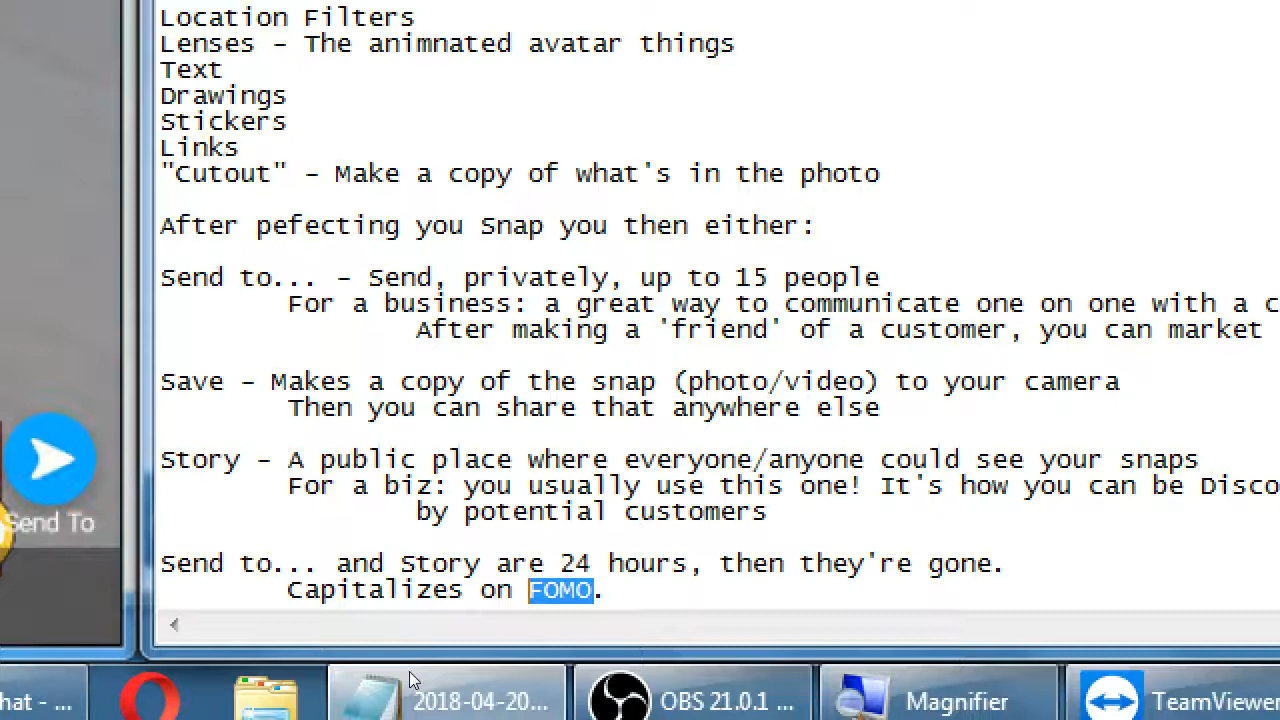 Location Filters
Lenses – The animnated avatar things
Text
Drawings
Stickers
Links
"Cutout" – Make a copy of what's in the photo
After pefecting you Snap you then either:
Send to... – Send, privately, up to 15 people
For a business: a great way to communicate one on one with a c
After making a 'friend' of a customer, you can market
Save – Makes a copy of the snap (photo/video) to your camera
Then you can share that anywhere else
Story – A public place where everyone/anyone could see your snaps
For a biz: you usually use this one! It's how you can be Disco
by potential customers
Send To
Send to... and Story are 24 hours, then they're gone.
Capitalizes on FOMO.
hat - ...
2018-04-20...
OBS 21.0.1 ...
Magnifier
TeamViewer